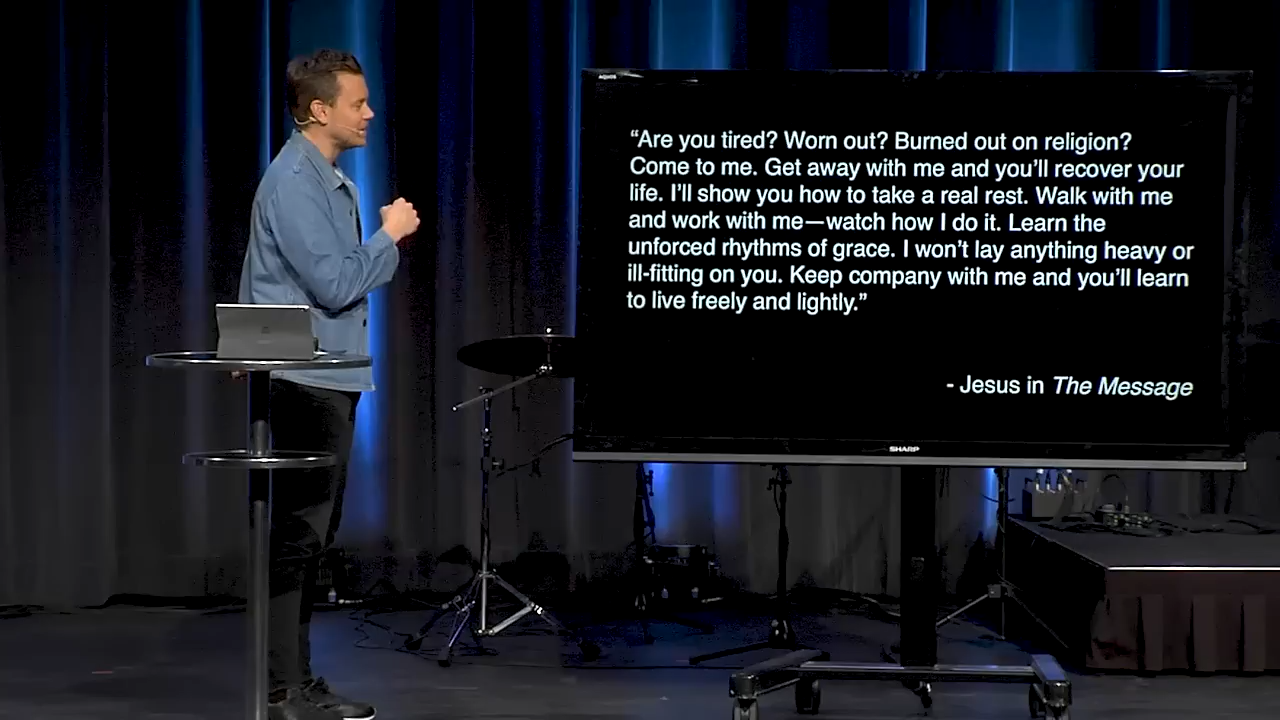 AQUOS
“Are you tired? Worn out? Burned out on religion?
Come to me. Get away with me and you’ll recover your
life. I’ll show you how to take a real rest. Walk with me
and work with me—watch how I do it. Learn the
unforced rhythms of grace. I won’t lay anything heavy or
ill-fitting on you. Keep company with me and you’ll learn
to live freely and lightly.”
- Jesus in The Message
SHARP